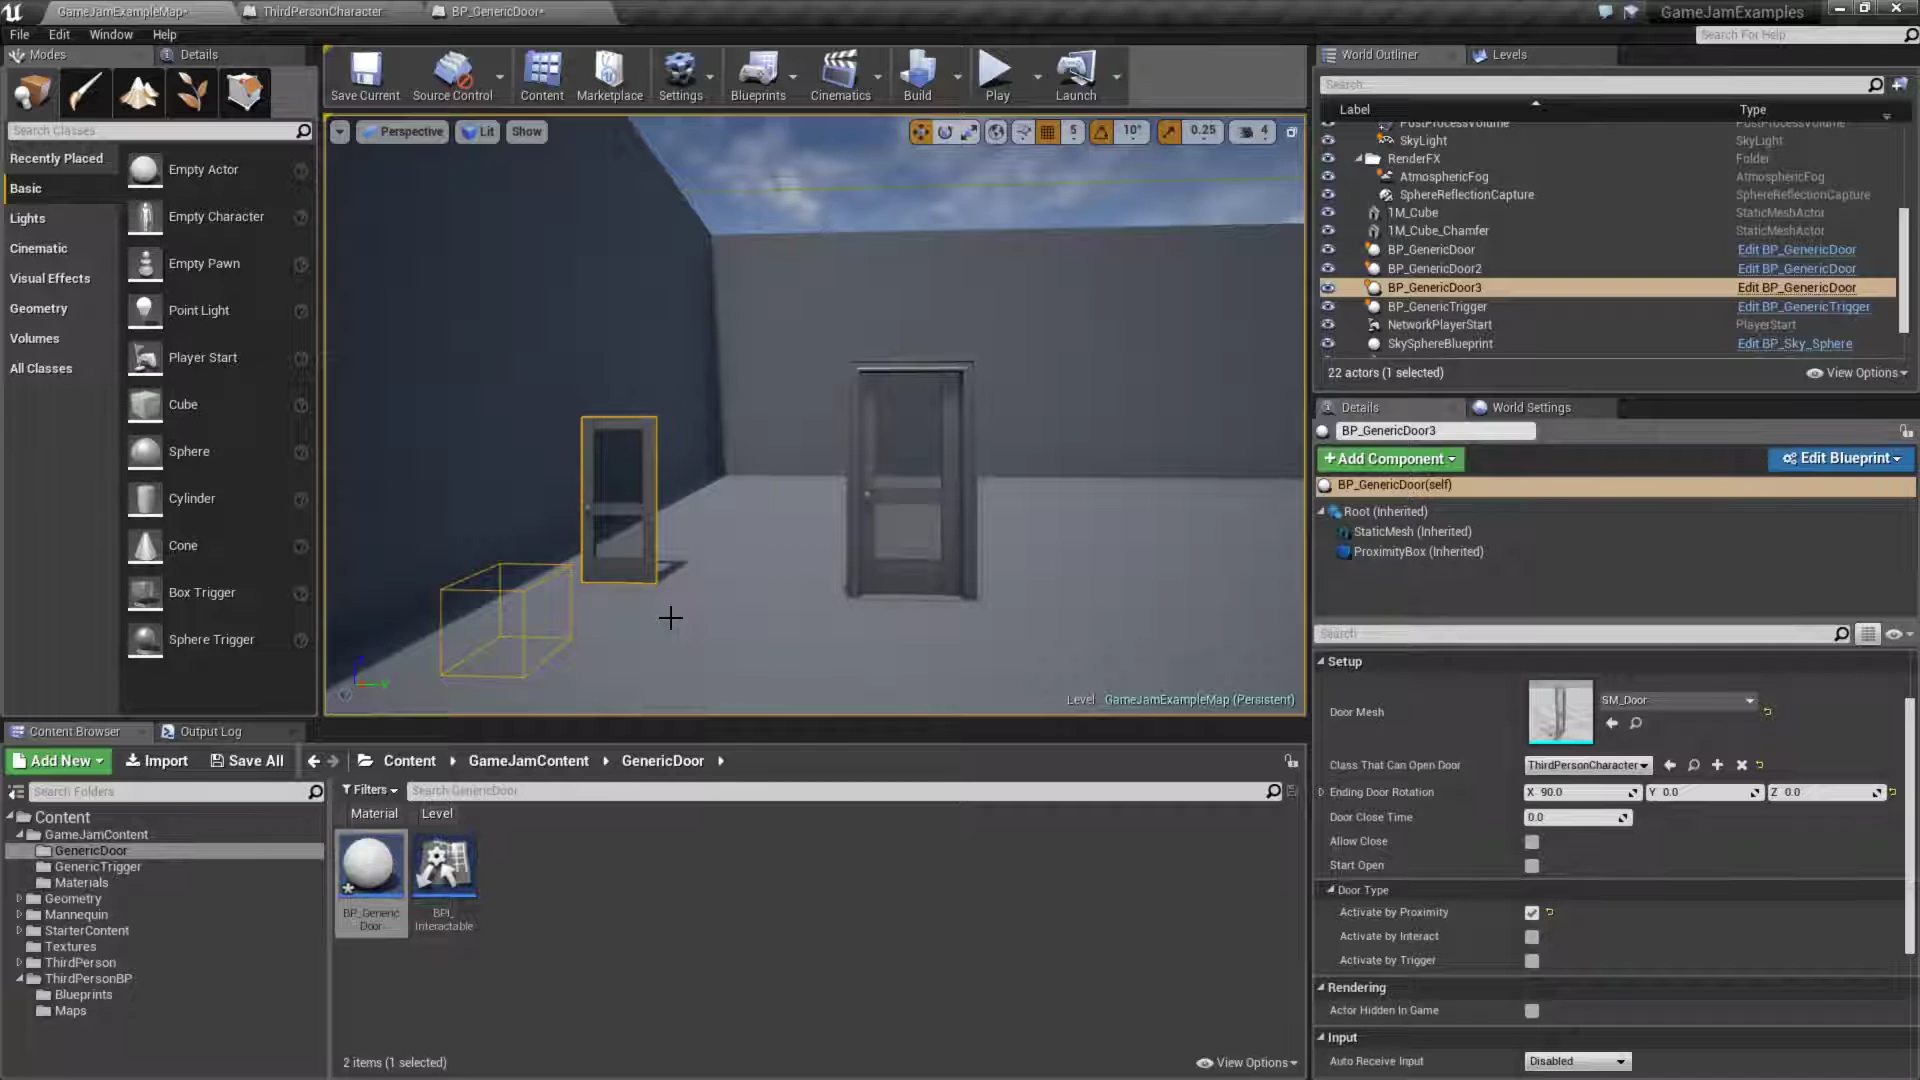 GameJamExampleMap*
ThirdPersonCharacter
BP_GenericDoor*
GameJamExamples
File
Edit
Window
Help
Search For Help
Modes
Details
Search Classes
Recently Placed
Basic
Lights
Cinematic
Visual Effects
Geometry
Volumes
All Classes
Empty Actor
Empty Character
Empty Pawn
Point Light
Player Start
Cube
Sphere
Cylinder
Cone
Box Trigger
Sphere Trigger
Save Current
Source Control
Content
Marketplace
Settings
Blueprints
Cinematics
Build
Play
Launch
Perspective
Lit
Show
5
10°
0.25
4
Level GameJamExampleMap (Persistent)
World Outliner
Levels
Search...
Label
Type
PostProcessVolume
PostProcessVolume
SkyLight
SkyLight
RenderFX
Folder
AtmosphericFog
AtmosphericFog
SphereReflectionCapture
SphereReflectionCapture
1M_Cube
StaticMeshActor
1M_Cube_Chamfer
StaticMeshActor
BP_GenericDoor
Edit BP_GenericDoor
BP_GenericDoor2
Edit BP_GenericDoor
BP_GenericDoor3
Edit BP_GenericDoor
BP_GenericTrigger
Edit BP_GenericTrigger
NetworkPlayerStart
PlayerStart
SkySphereBlueprint
Edit BP_Sky_Sphere
22 actors (1 selected)
View Options
Details
World Settings
BP_GenericDoor3
+Add Component
Edit Blueprint
BP_GenericDoor(self)
Root (Inherited)
StaticMesh (Inherited)
ProximityBox (Inherited)
Search
Setup
Door Mesh
SM_Door
Class That Can Open Door
ThirdPersonCharacter
Ending Door Rotation
X 90.0
Y 0.0
Z 0.0
Door Close Time
0.0
Allow Close
Start Open
Door Type
Activate by Proximity
Activate by Interact
Activate by Trigger
Rendering
Actor Hidden In Game
Input
Auto Receive Input
Disabled
Content Browser
Output Log
Add New
Import
Save All
Content
GameJamContent
GenericDoor
Search Folders
Filters
Search GenericDoor
Material
Level
Content
GameJamContent
GenericDoor
GenericTrigger
Materials
Geometry
Mannequin
StarterContent
Textures
ThirdPerson
ThirdPersonBP
Blueprints
Maps
BP_Generic
Door
BPI_
Interactable
2 items (1 selected)
View Options